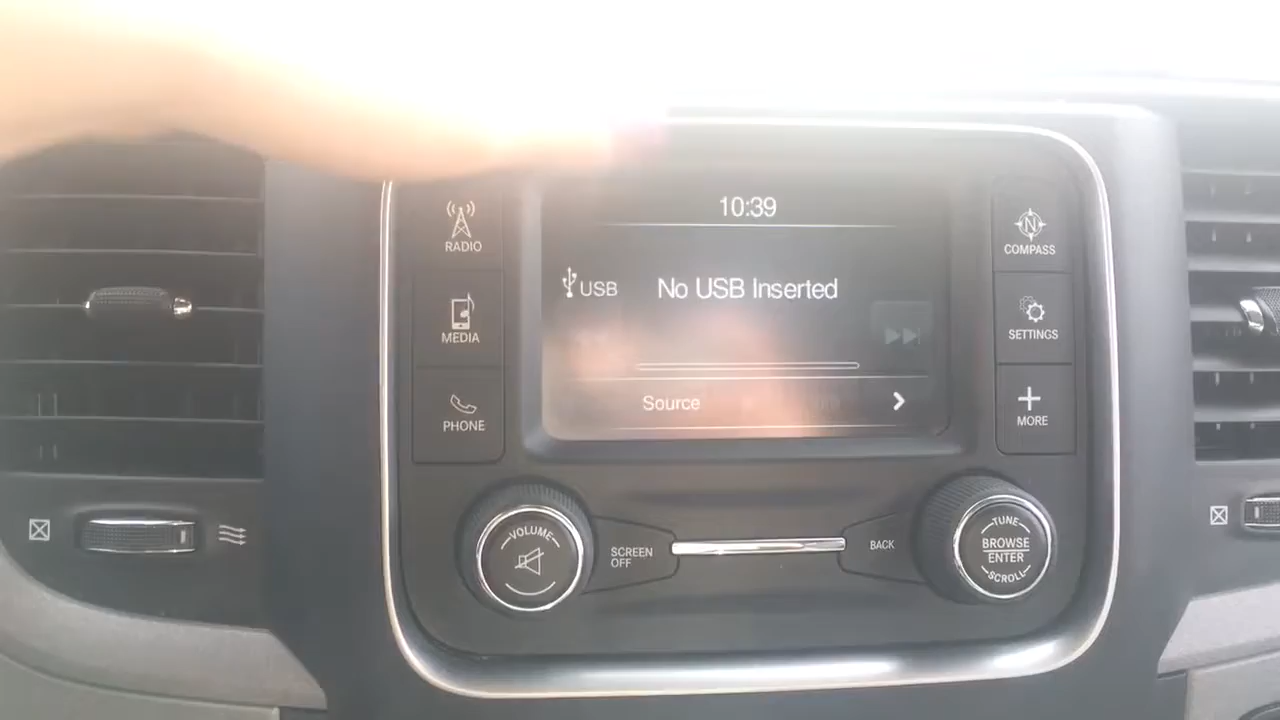 10:39
RADIO
COMPASS
USB
No USB Inserted
MEDIA
SETTINGS
Source
PHONE
MORE
VOLUME
SCREEN
OFF
BACK
TUNE
BROWSE
ENTER
SCROLL
N